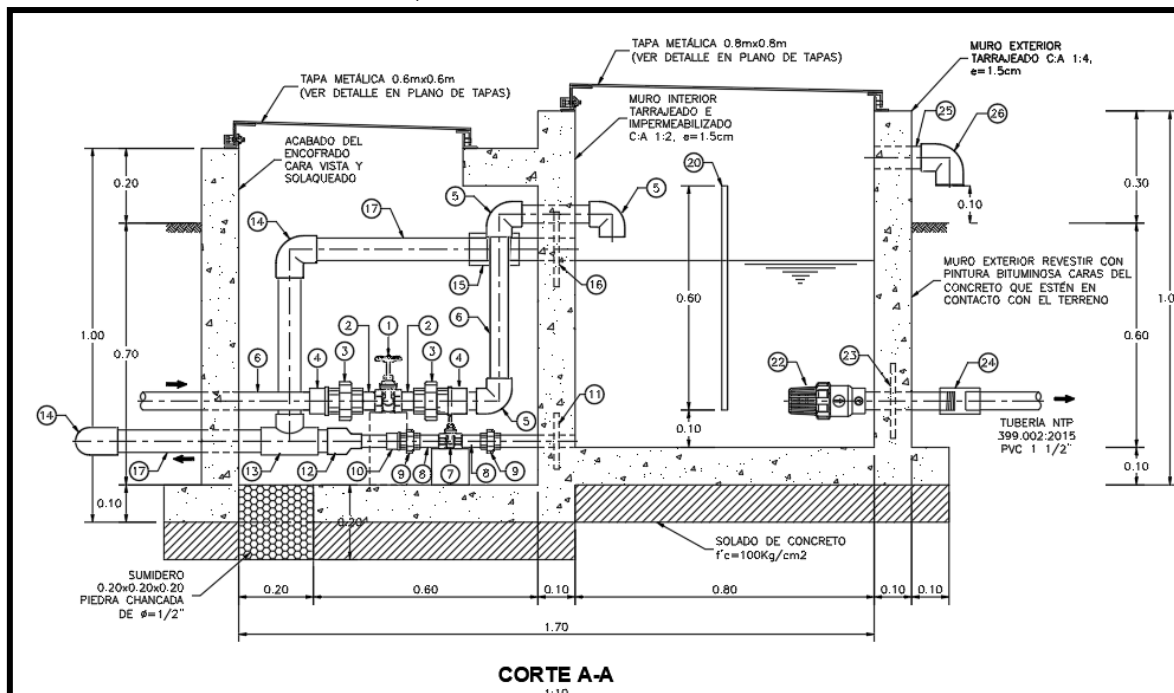 TAPA METÁLICA 0.8mx0.8m
(VER DETALLE EN PLANO DE TAPAS)
MURO EXTERIOR
TARRAJEADO C:A 1:4,
e=1.5cm
TAPA METÁLICA 0.6mx0.6m
(VER DETALLE EN PLANO DE TAPAS)
MURO INTERIOR
TARRAJEADO E
IMPERMEABILIZADO
C:A 1:2, e=1.5cm
ACABADO DEL
ENCOFRADO
CARA VISTA Y
SOLAQUEADO
25
26
20
5
5
17
14
0.20
0.30
0.10
15
16
MURO EXTERIOR REVESTIR CON
PINTURA BITUMINOSA CARAS DEL
CONCRETO QUE ESTÉN EN
CONTACTO CON EL TERRENO
1.00
0.70
0.60
0.60
1.0
6
2
1
2
6
4
3
3
4
22
23
24
14
11
5
17
13
12
10
9
8
7
8
9
0.10
0.10
0.10
TUBERÍA NTP
399.002:2015
PVC 1 1/2"
0.20
SOLADO DE CONCRETO
f'c=100Kg/cm2
SUMIDERO
0.20x0.20x0.20
PIEDRA CHANCADA
DE ø=1/2"
0.20
0.60
0.10
0.80
0.10
0.10
1.70
CORTE A-A
1:10